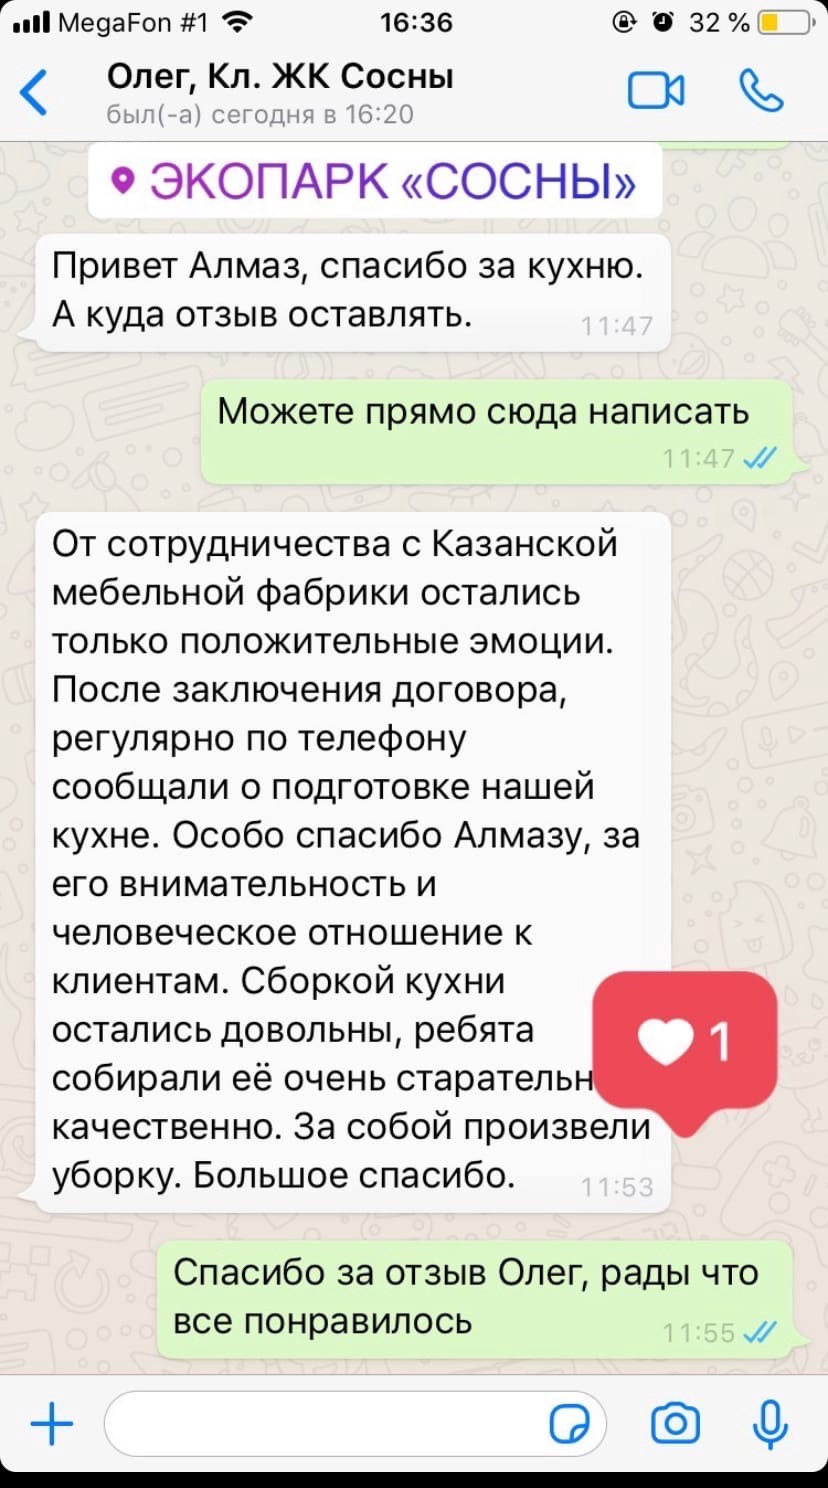 MegaFon #1 16:36 32 %
Олег, Кл. ЖК Сосны
был(-а) сегодня в 16:20
ЭКОПАРК «СОСНЫ»
Привет Алмаз, спасибо за кухню.
А куда отзыв оставлять. 11:47
Можете прямо сюда написать
11:47
От сотрудничества с Казанской
мебельной фабрики остались
только положительные эмоции.
После заключения договора,
регулярно по телефону
сообщали о подготовке нашей
кухне. Особо спасибо Алмазу, за
его внимательность и
человеческое отношение к
клиентам. Сборкой кухни
остались довольны, ребята
собирали её очень старательн
1
качественно. За собой произвели
уборку. Большое спасибо. 11:53
Спасибо за отзыв Олег, рады что
все понравилось 11:55